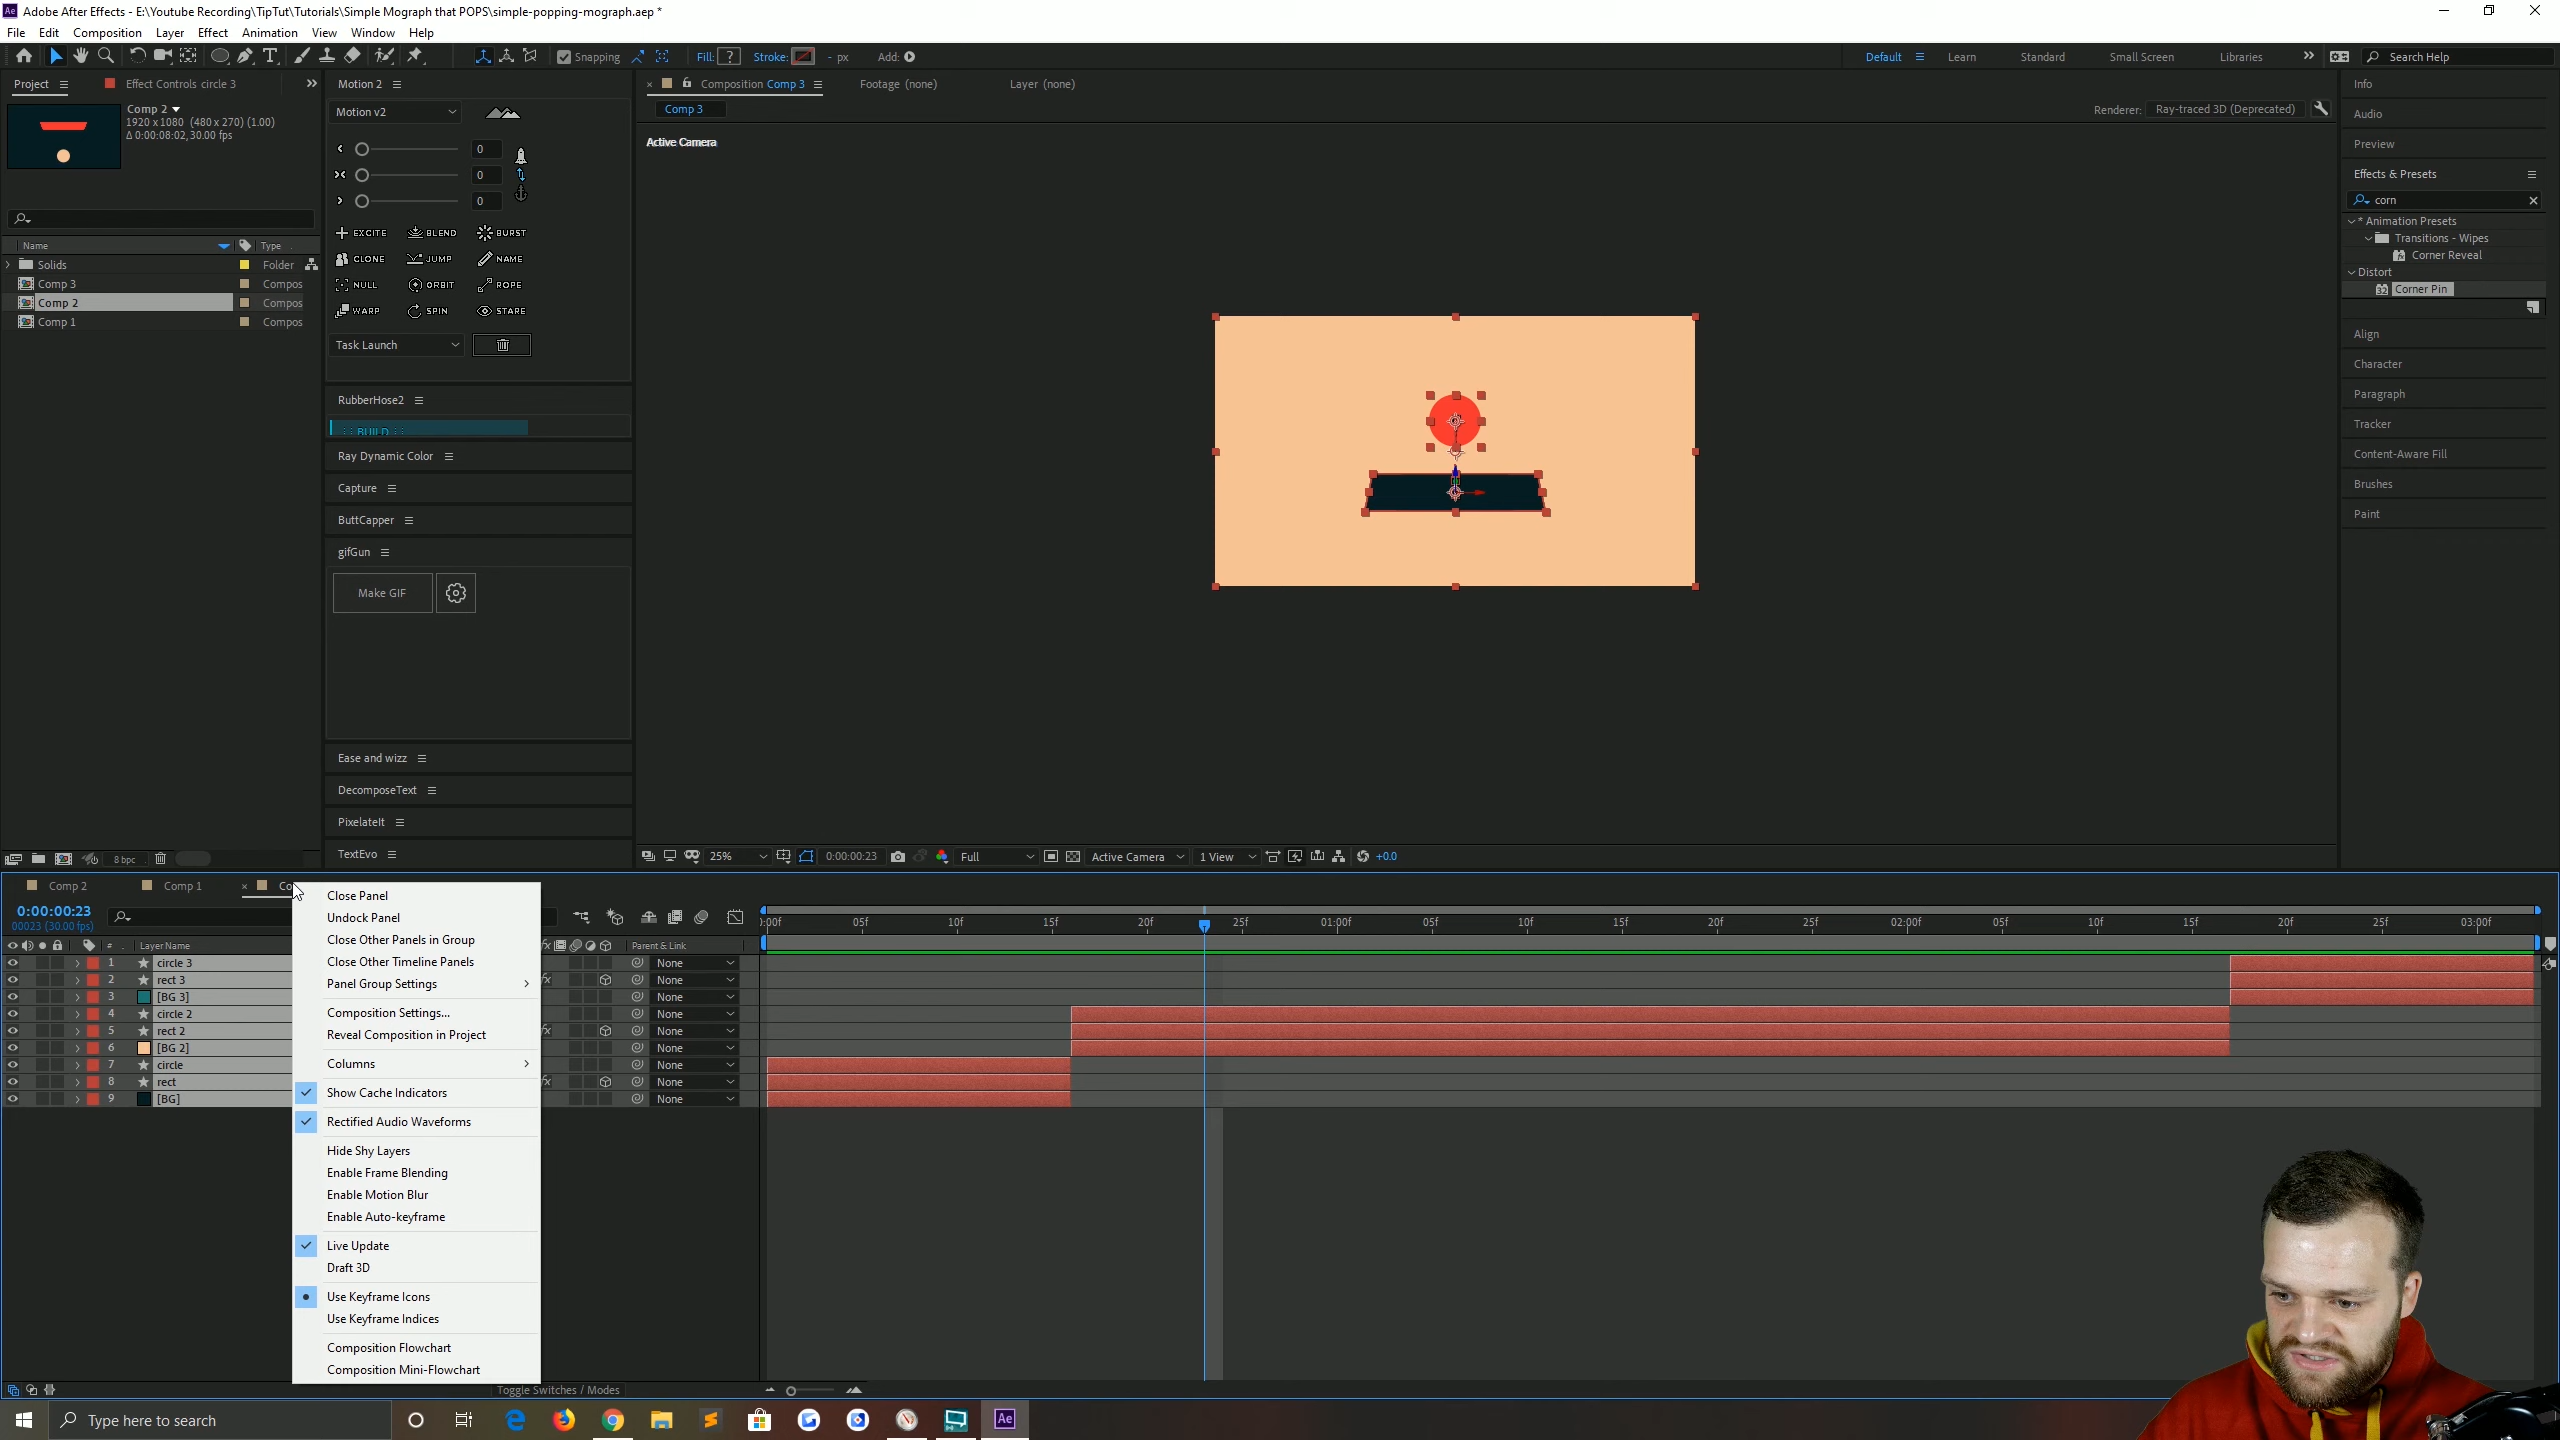 Adobe After Effects - E:\Youtube Recording\TipTut\Tutorials\Simple Mograph that POPS\simple-popping-mograph.aep *
File Edit Composition Layer Effect Animation View Window Help
Snapping Fill: ? Stroke: - px Add: Default Learn Standard Small Screen Libraries Search Help
Project Effect Controls circle 3
Comp 2
1920 x 1080 (480 x 270) (1.00)
Δ 0:00:08:02, 30.00 fps
Name Type
Solids Folder
Comp 3 Compos
Comp 2 Compos
Comp 1 Compos
8 bpc
Motion 2
Motion v2
0
0
0
EXCITE BLEND BURST
CLONE JUMP NAME
NULL ORBIT ROPE
WARP SPIN STARE
Task Launch
RubberHose2
:: BUILD ::
Ray Dynamic Color
Capture
ButtCapper
gifGun
Make GIF
Ease and wizz
DecomposeText
PixelateIt
TextEvo
Composition Comp 3 Footage (none) Layer (none)
Comp 3
Renderer: Ray-traced 3D (Deprecated)
Active Camera
25% 0:00:00:23 Full Active Camera 1 View +0.0
Info
Audio
Preview
Effects & Presets
corn
* Animation Presets
Transitions - Wipes
Corner Reveal
Distort
32 Corner Pin
Align
Character
Paragraph
Tracker
Content-Aware Fill
Brushes
Paint
Comp 2 Comp 1 Co
0:00:00:23
00023 (30.00 fps)
# Layer Name Parent & Link
1 circle 3 None
2 rect 3 fx None
3 [BG 3] None
4 circle 2 None
5 rect 2 fx None
6 [BG 2] None
7 circle None
8 rect fx None
9 [BG] None
:00f 05f 10f 15f 20f 25f 01:00f 05f 10f 15f 20f 25f 02:00f 05f 10f 15f 20f 25f 03:00f
Close Panel
Undock Panel
Close Other Panels in Group
Close Other Timeline Panels
Panel Group Settings
Composition Settings...
Reveal Composition in Project
Columns
Show Cache Indicators
Rectified Audio Waveforms
Hide Shy Layers
Enable Frame Blending
Enable Motion Blur
Enable Auto-keyframe
Live Update
Draft 3D
Use Keyframe Icons
Use Keyframe Indices
Composition Flowchart
Composition Mini-Flowchart
Toggle Switches / Modes
Type here to search
Ae